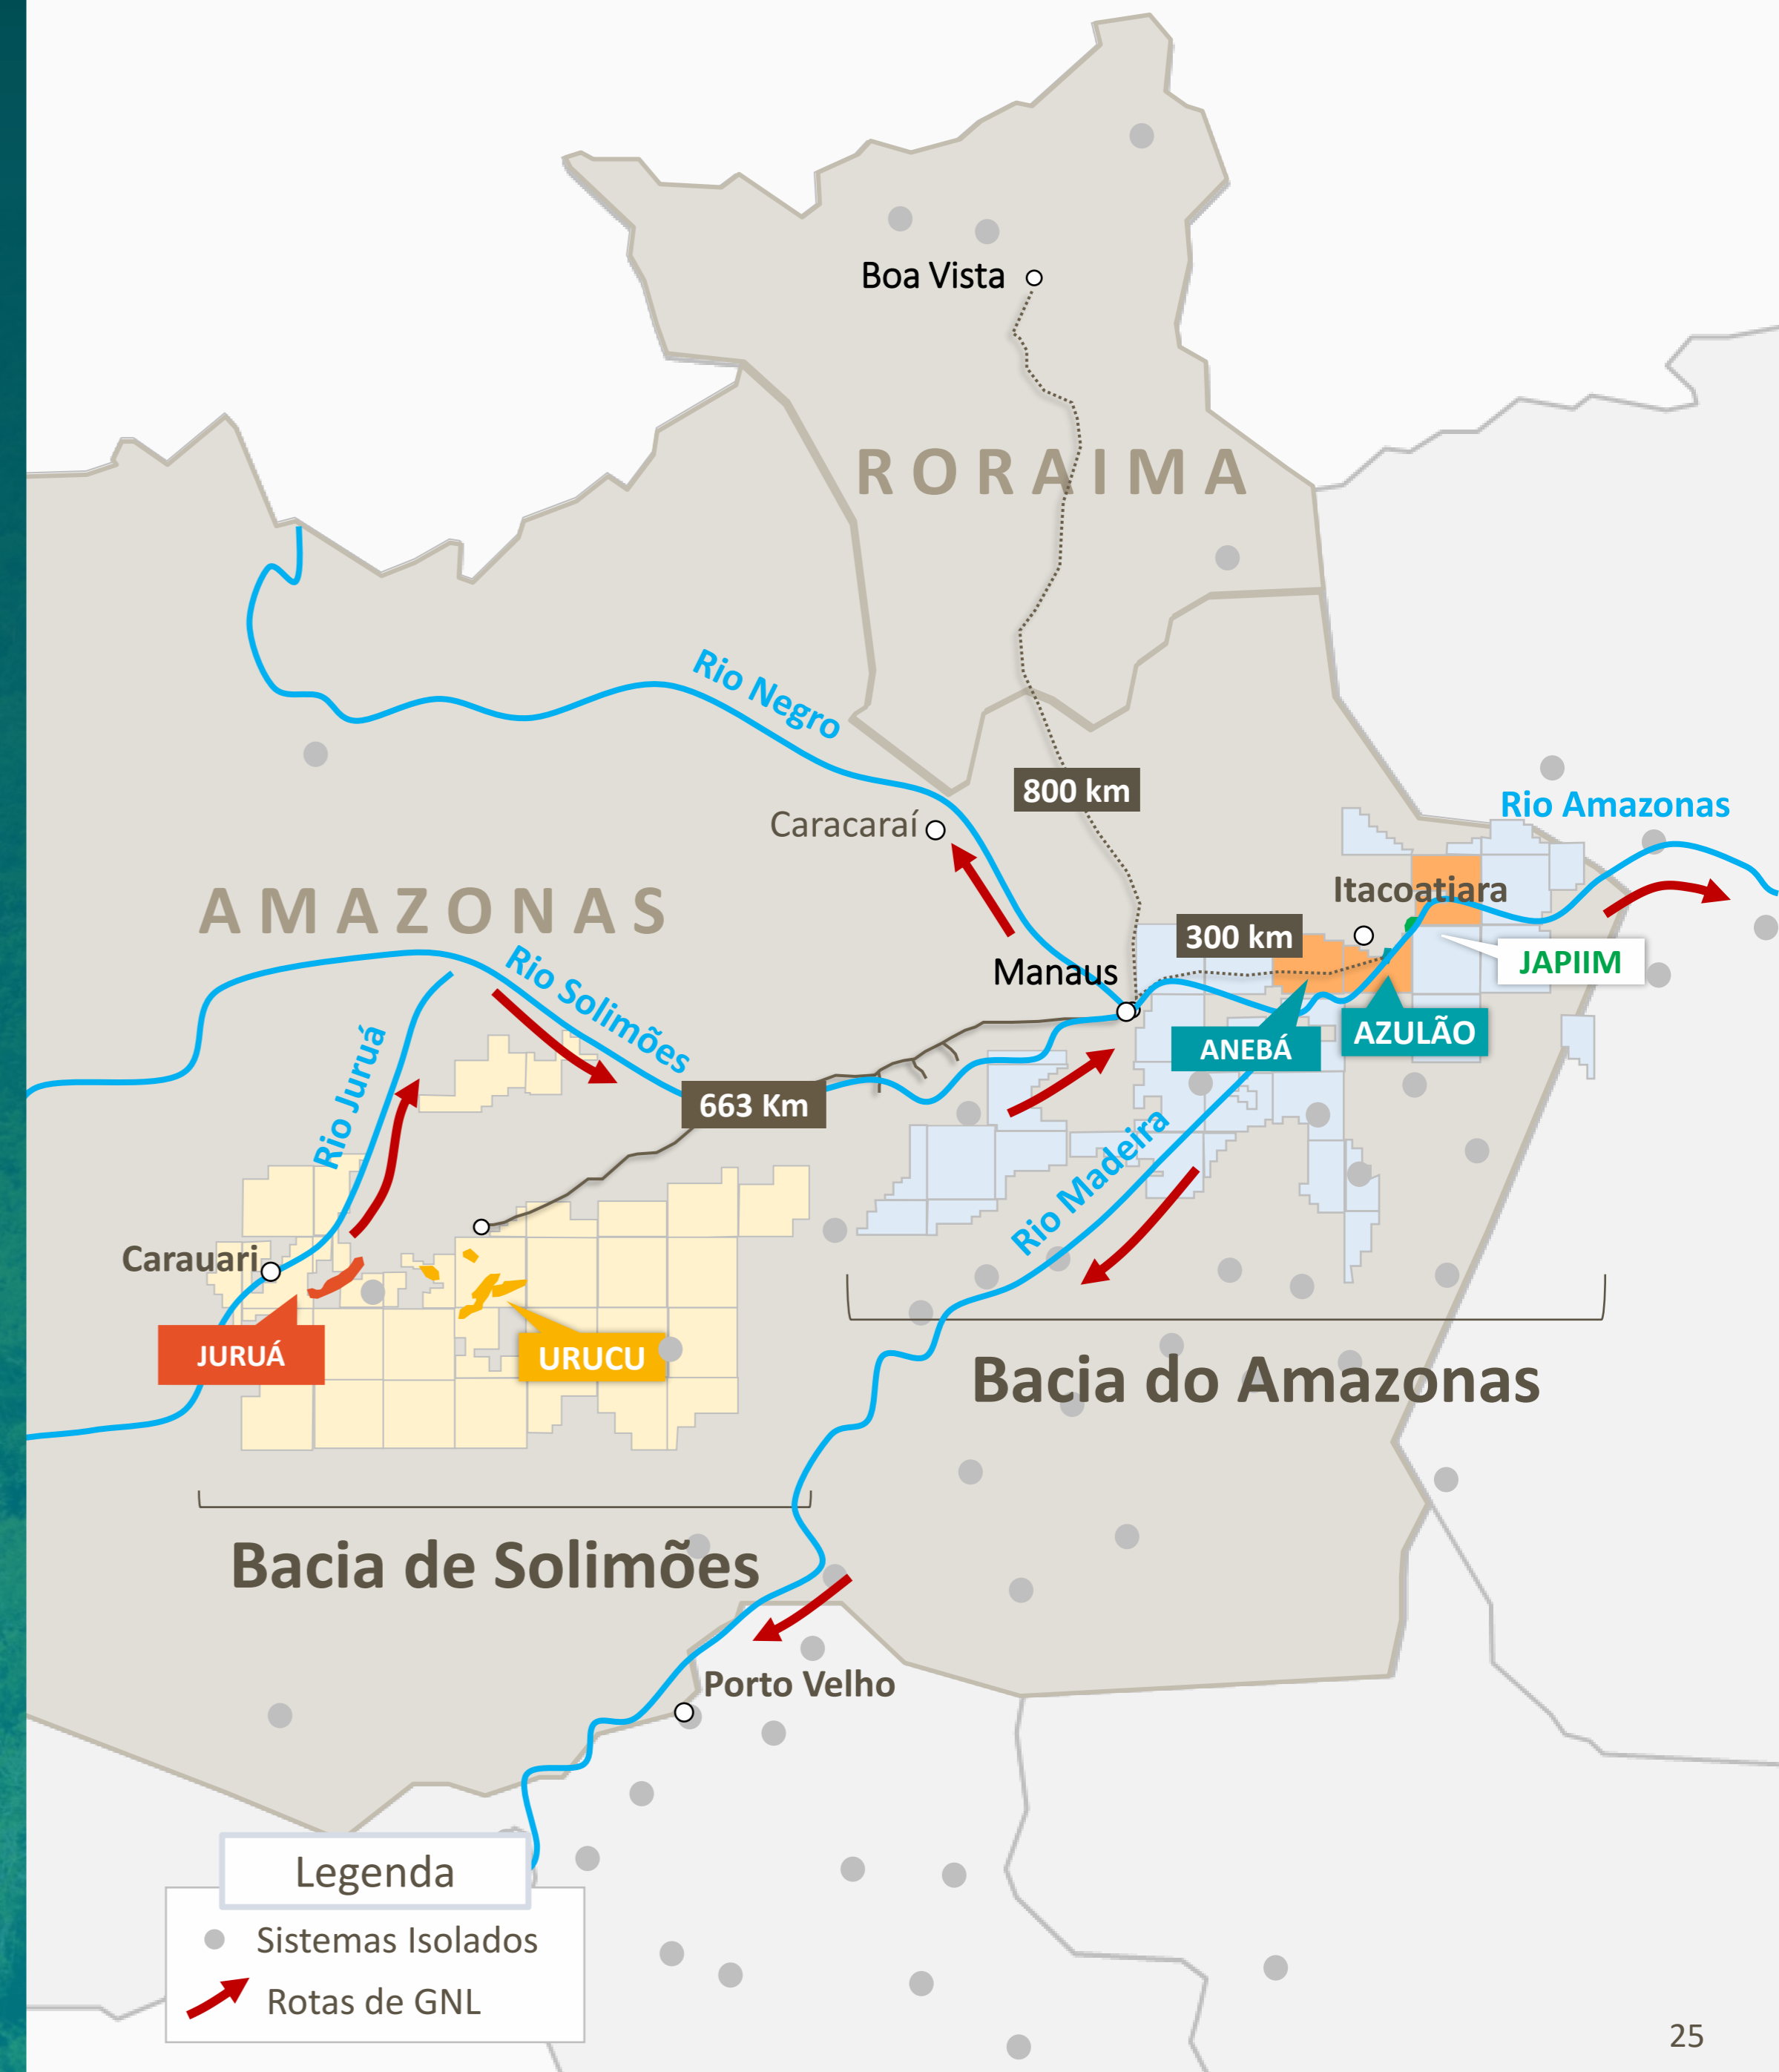 Boa Vista
RORAIMA
Rio Negro
800 km
Rio Amazonas
Caracaraí
Itacoatiara
AMAZONAS
300 km
Rio Solimões
JAPIIM
Manaus
AZULÃO
ANEBÁ
Rio Juruá
663 Km
Rio Madeira
Carauari
JURUÁ
URUCU
Bacia do Amazonas
Bacia de Solimões
Porto Velho
Legenda
Sistemas Isolados
Rotas de GNL
25